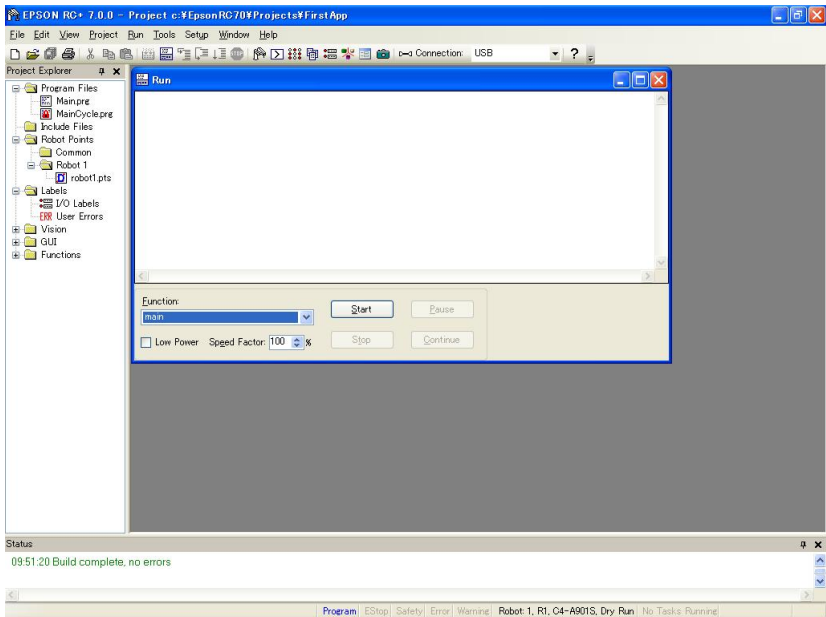 EPSON RC+ 7.0.0 - Project c:¥EpsonRC70¥Projects¥FirstApp
File Edit View Project Run Tools Setup Window Help
Connection: USB
?
Project Explorer
Program Files
Main.prg
MainCycle.prg
Include Files
Robot Points
Common
Robot 1
robot1.pts
Labels
I/O Labels
ERR User Errors
Vision
GUI
Functions
Run
Function:
main
Start
Pause
Low Power Speed Factor: 100 %
Stop
Continue
Status
09:51:20 Build complete, no errors
Program EStop Safety Error Warning Robot: 1, R1, C4-A901S, Dry Run No Tasks Running